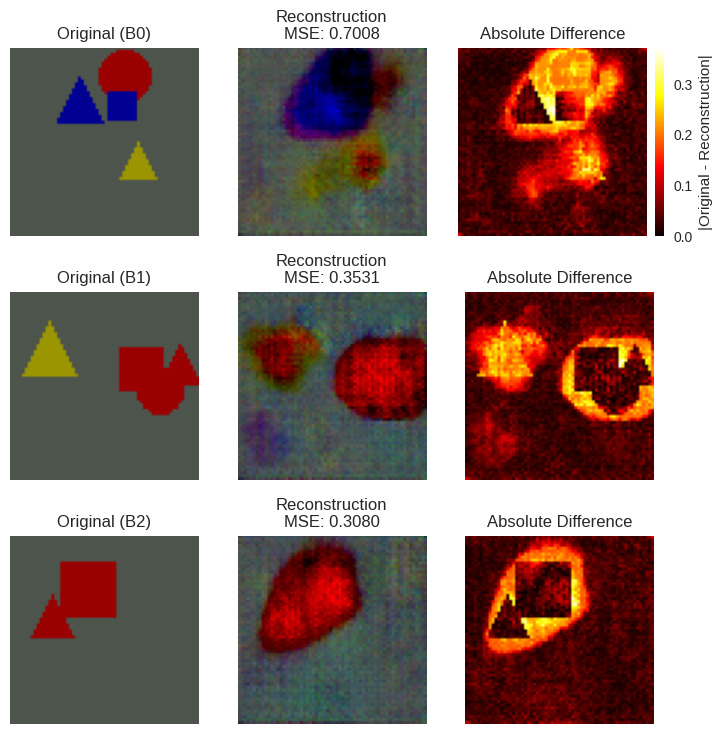 Original (B0)
Reconstruction
MSE: 0.7008
Absolute Difference
0.3
0.2
0.1
0.0
|Original - Reconstruction|
Original (B1)
Reconstruction
MSE: 0.3531
Absolute Difference
Original (B2)
Reconstruction
MSE: 0.3080
Absolute Difference